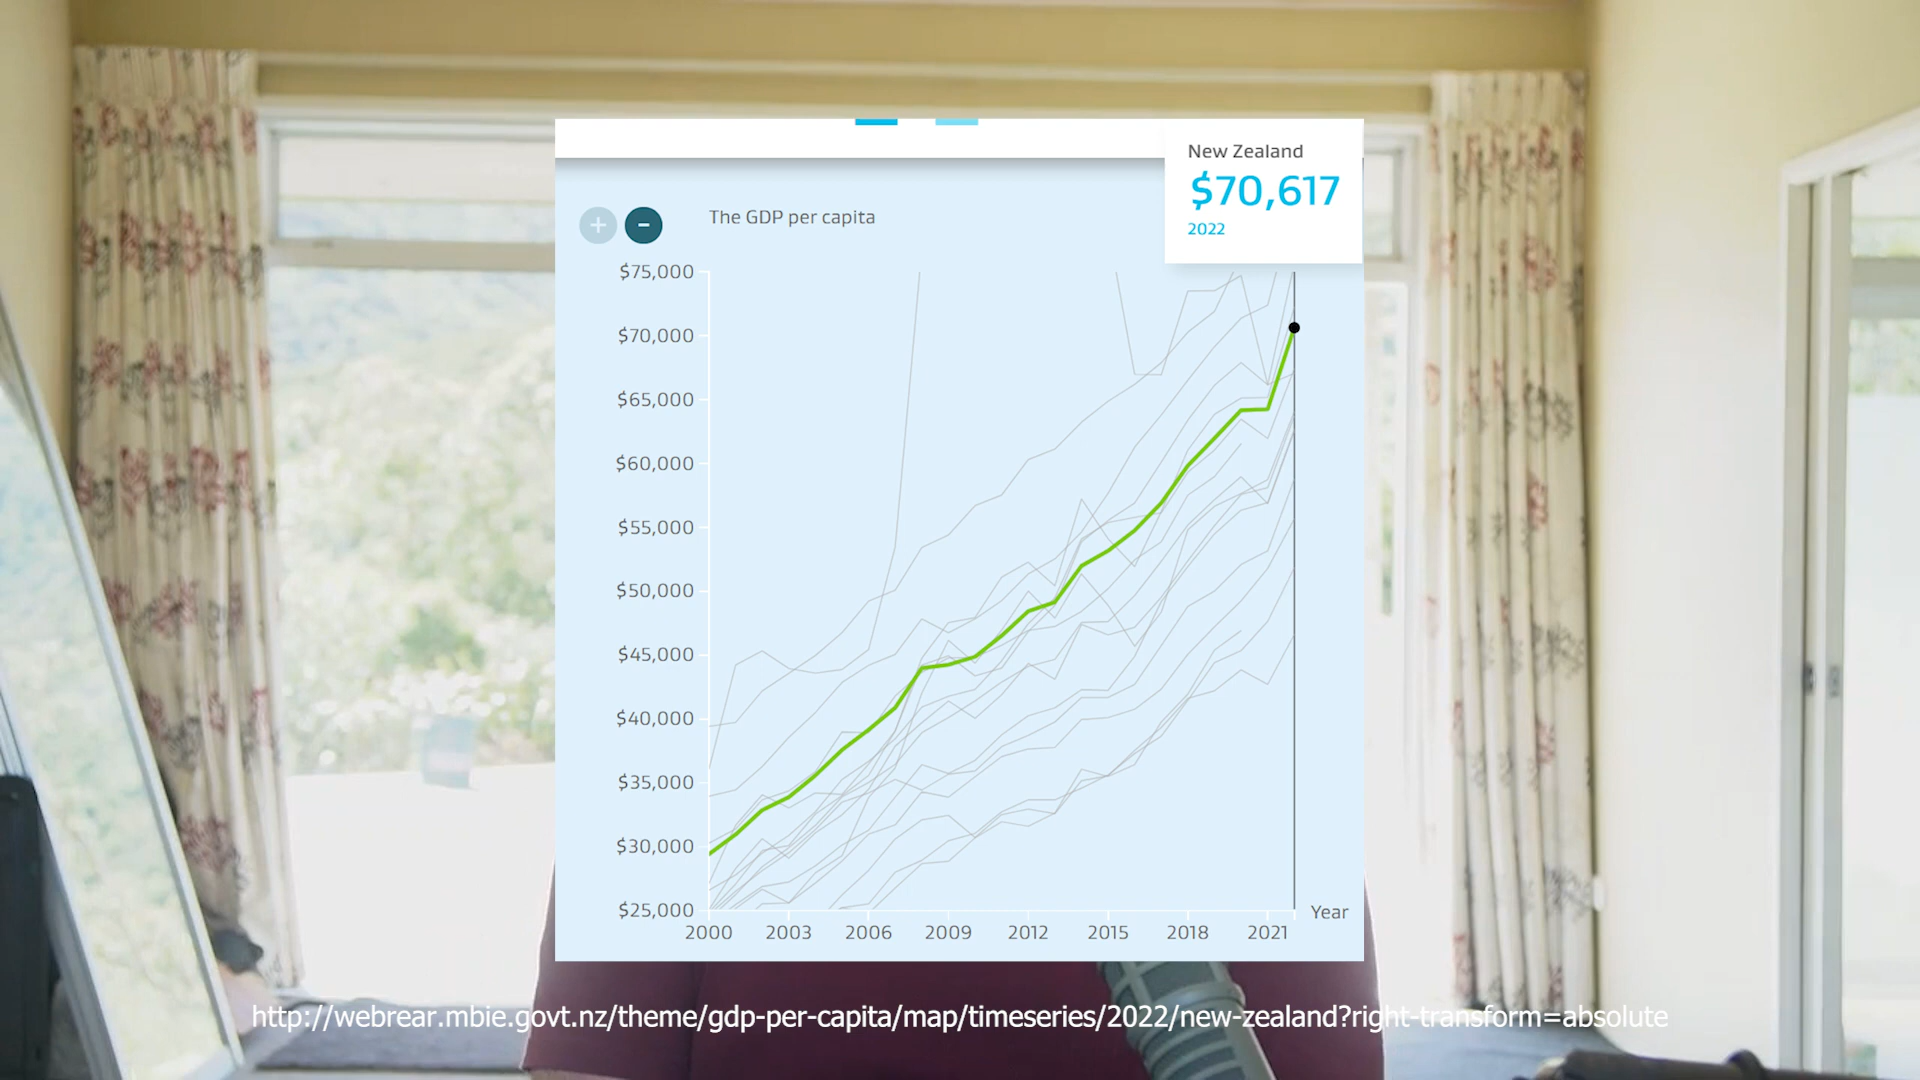 New Zealand
$70,617
2022
+ -
The GDP per capita
$75,000
$70,000
$65,000
$60,000
$55,000
$50,000
$45,000
$40,000
$35,000
$30,000
$25,000
Year
2000 2003 2006 2009 2012 2015 2018 2021
http://webrear.mbie.govt.nz/theme/gdp-per-capita/map/timeseries/2022/new-zealand?right-transform=absolute